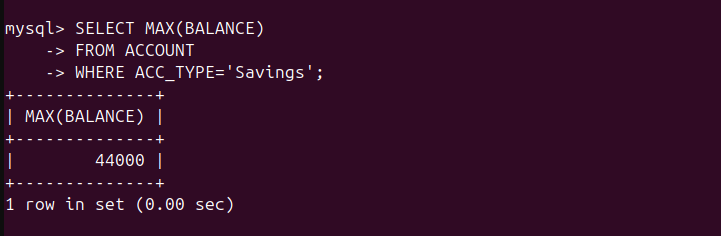 mysql> SELECT MAX(BALANCE)
    -> FROM ACCOUNT
    -> WHERE ACC_TYPE='Savings';
+--------------+
| MAX(BALANCE) |
+--------------+
|        44000 |
+--------------+
1 row in set (0.00 sec)